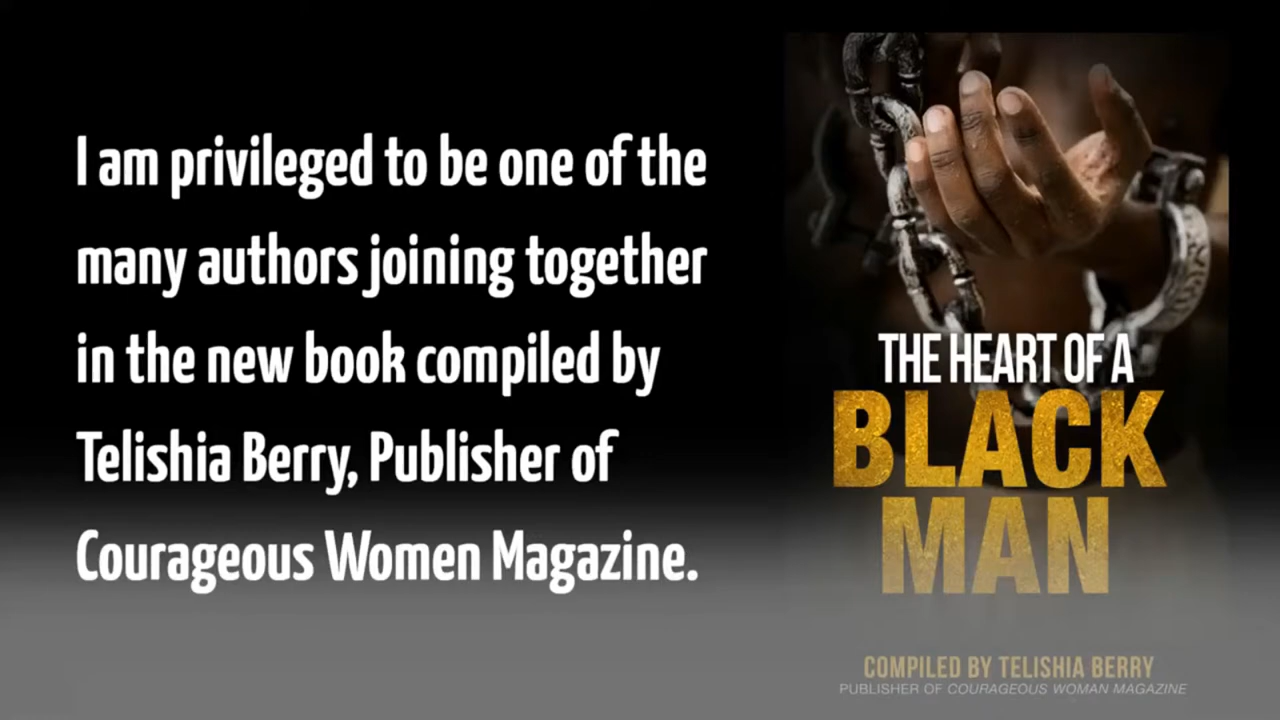 I am privileged to be one of the
many authors joining together
in the new book compiled by
Telishia Berry, Publisher of
Courageous Women Magazine.
THE HEART OF A
BLACK
MAN
COMPILED BY TELISHIA BERRY
PUBLISHER OF COURAGEOUS WOMAN MAGAZINE